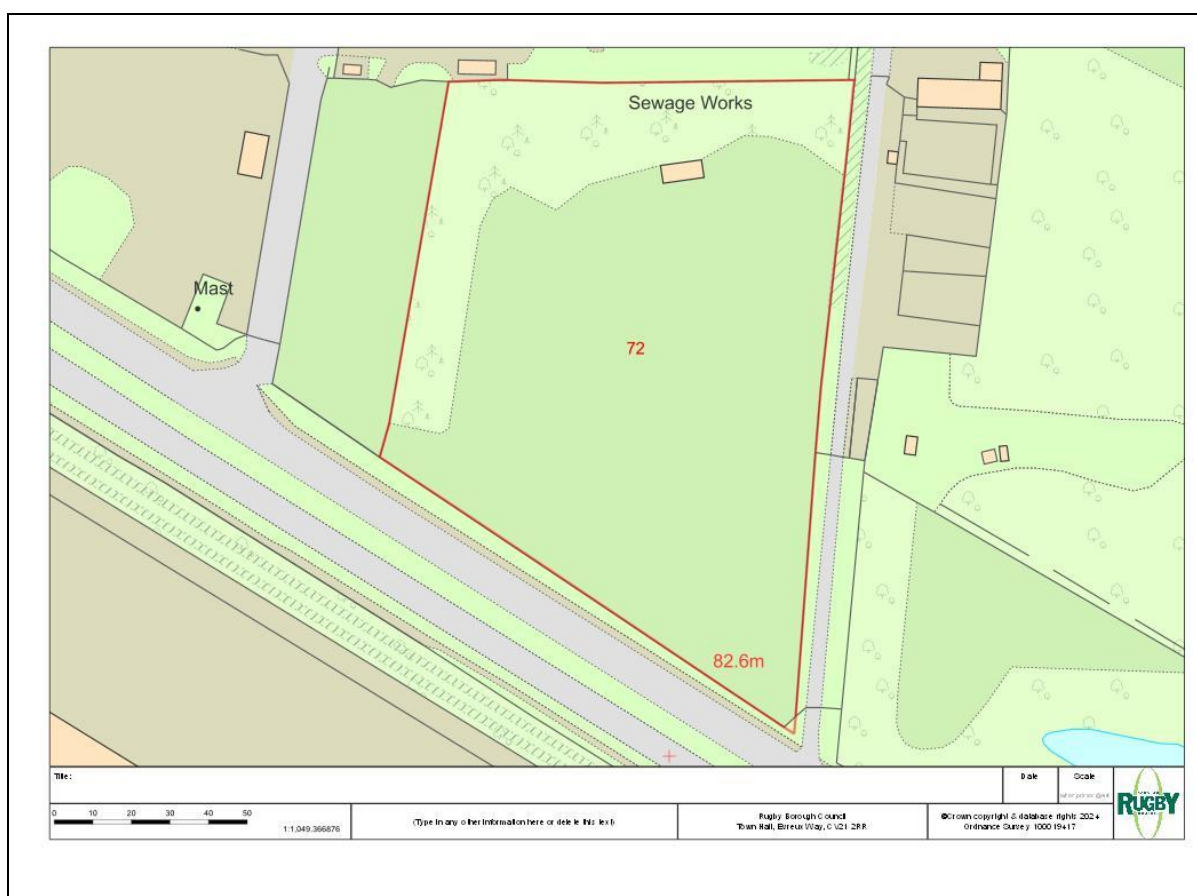 Sewage Works
Mast
72
82.6m
Title:
Date
Scale
0 10 20 30 40 50
1:1,049.366876
(Type in any other information here or delete this text)
Rugby Borough Council
Town Hall, Evreux Way, CV21 2RR
©Crown copyright & database rights 2024
Ordnance Survey 100019417
RUGBY